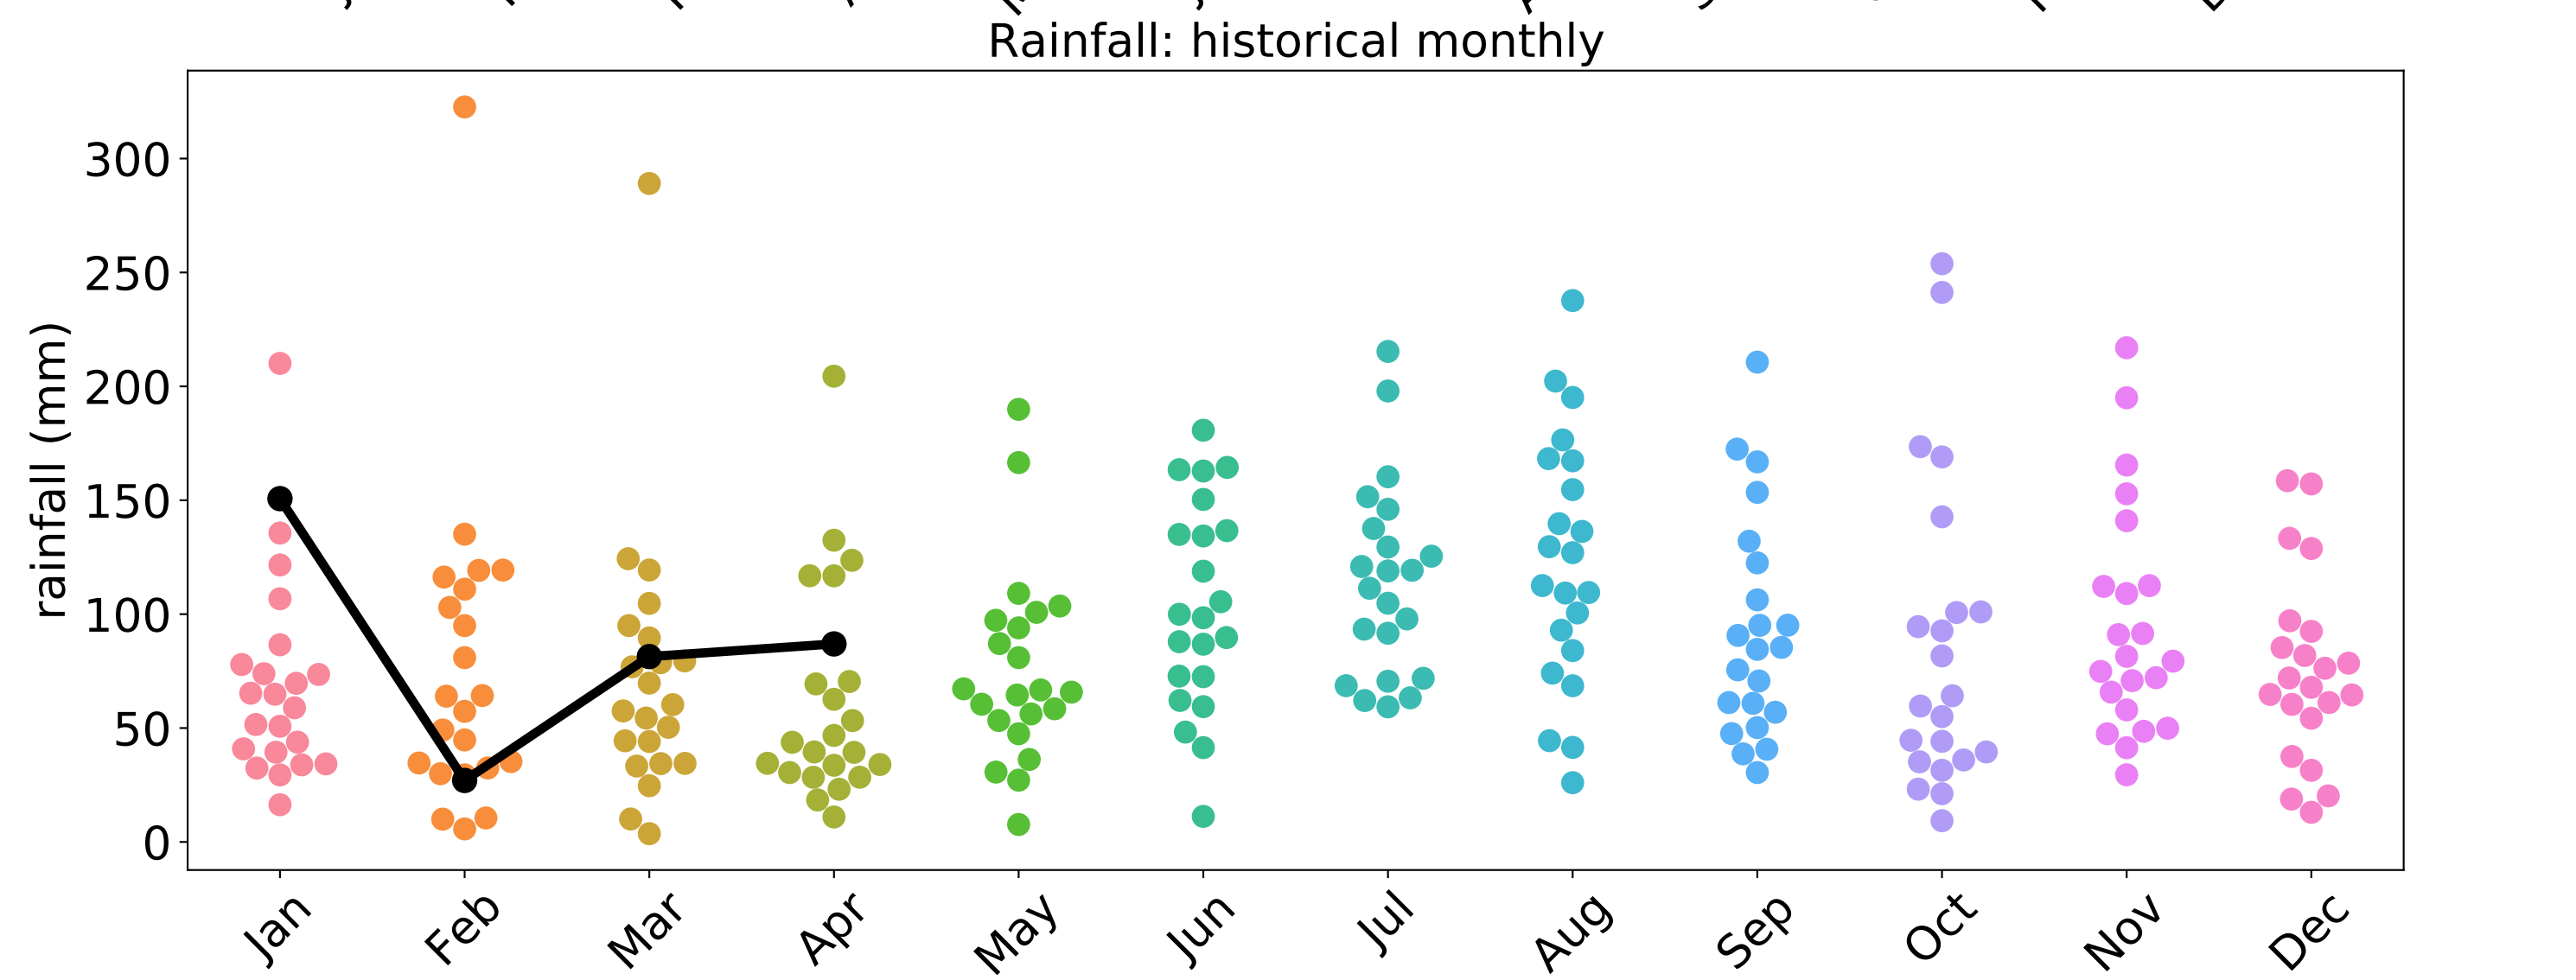 Rainfall: historical monthly
rainfall (mm)
300
250
200
150
100
50
0
Jan
Feb
Mar
Apr
May
Jun
Jul
Aug
Sep
Oct
Nov
Dec